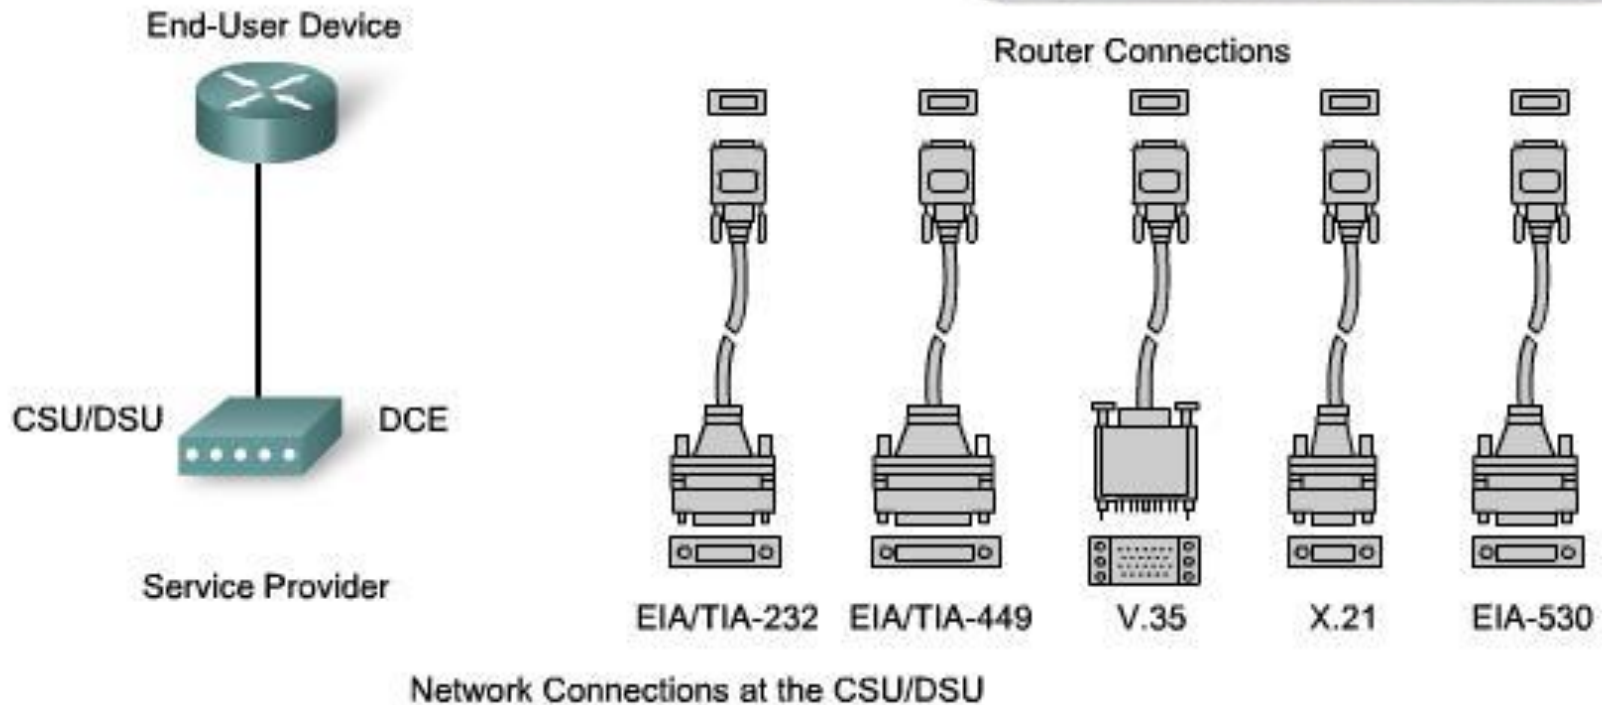 End-User Device
Router Connections
CSU/DSU
DCE
Service Provider
EIA/TIA-232
EIA/TIA-449
V.35
X.21
EIA-530
Network Connections at the CSU/DSU